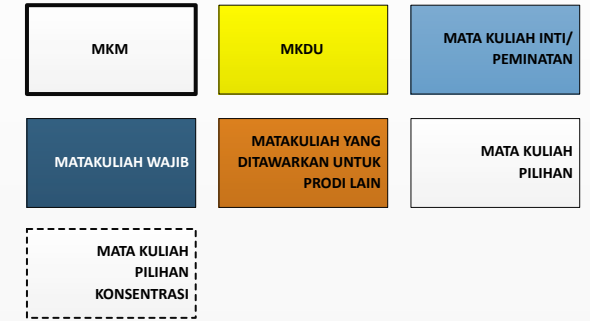 MKM
MKDU
MATA KULIAH INTI/
PEMINATAN
MATAKULIAH WAJIB
MATAKULIAH YANG
DITAWARKAN UNTUK
PRODI LAIN
MATA KULIAH
PILIHAN
MATA KULIAH
PILIHAN
KONSENTRASI